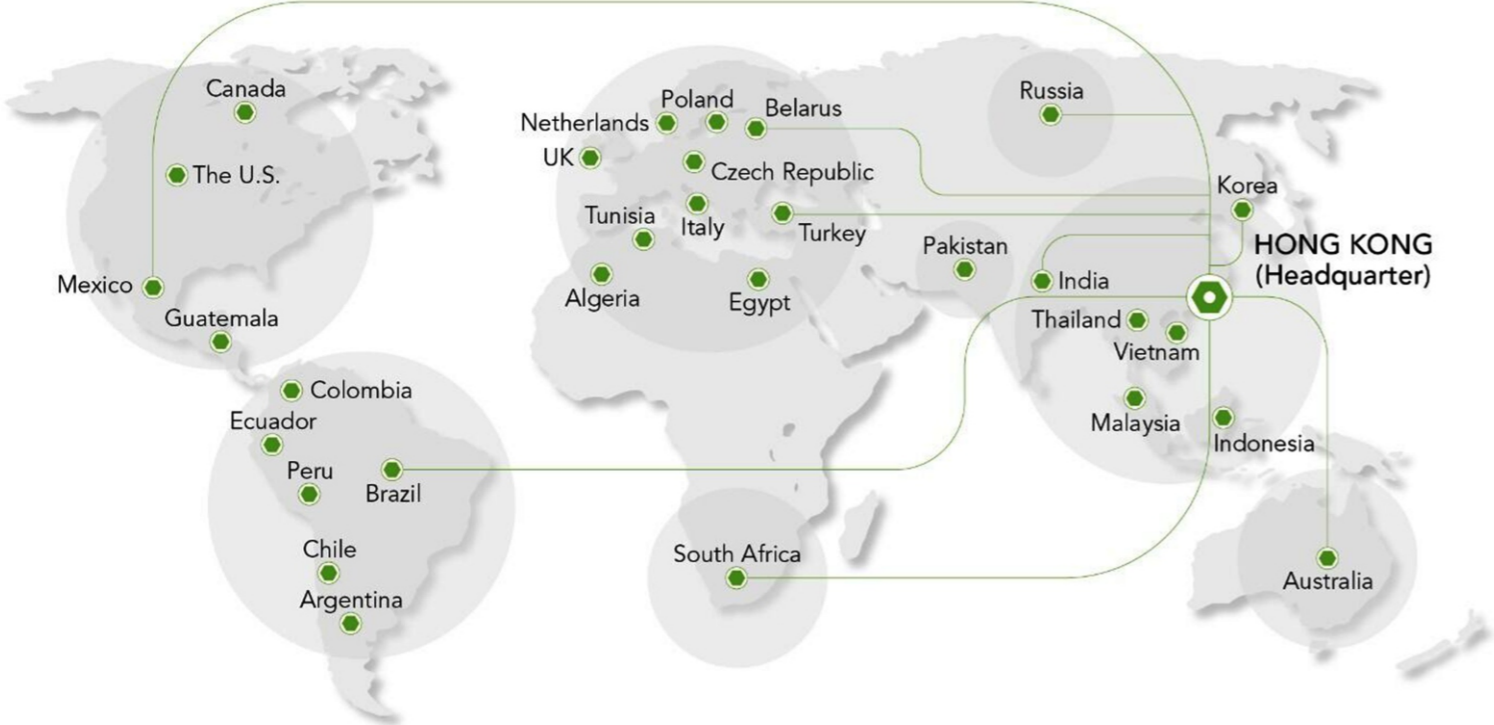 Canada
The U.S.
Mexico
Guatemala
Colombia
Ecuador
Peru
Brazil
Chile
Argentina
Netherlands
Poland
Belarus
UK
Czech Republic
Italy
Tunisia
Turkey
Algeria
Egypt
South Africa
Russia
Pakistan
India
Korea
HONG KONG
(Headquarter)
Thailand
Vietnam
Malaysia
Indonesia
Australia